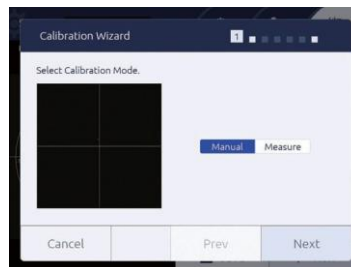 Calibration Wizard
1
Select Calibration Mode.
Manual
Measure
Cancel
Prev
Next